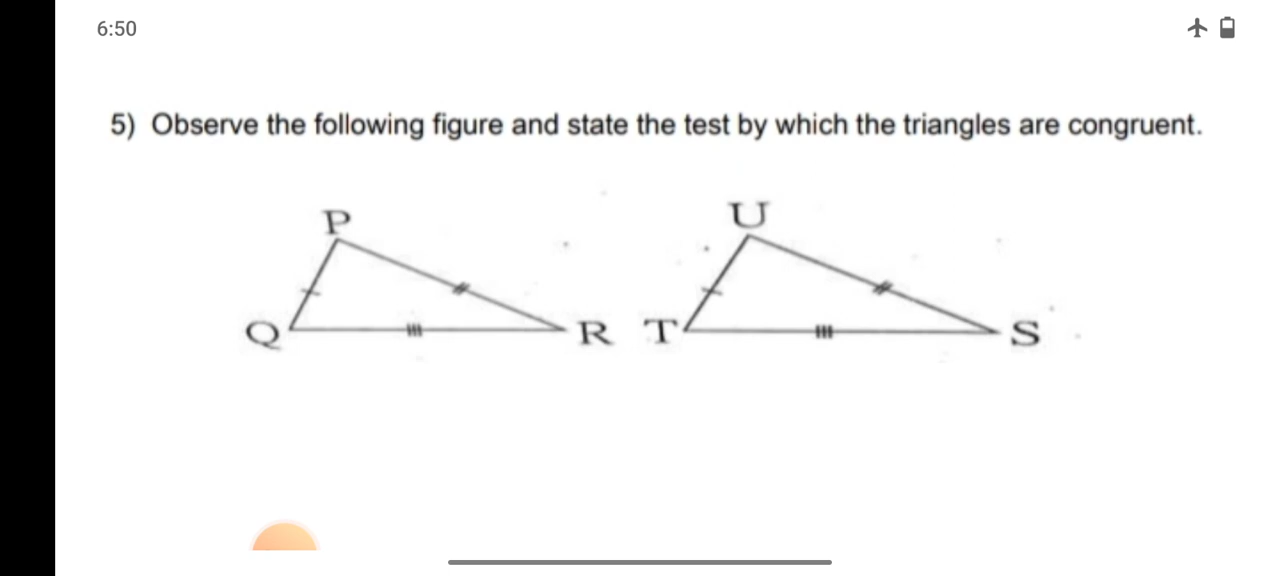 6:50
5) Observe the following figure and state the test by which the triangles are congruent.
P U
Q R T S